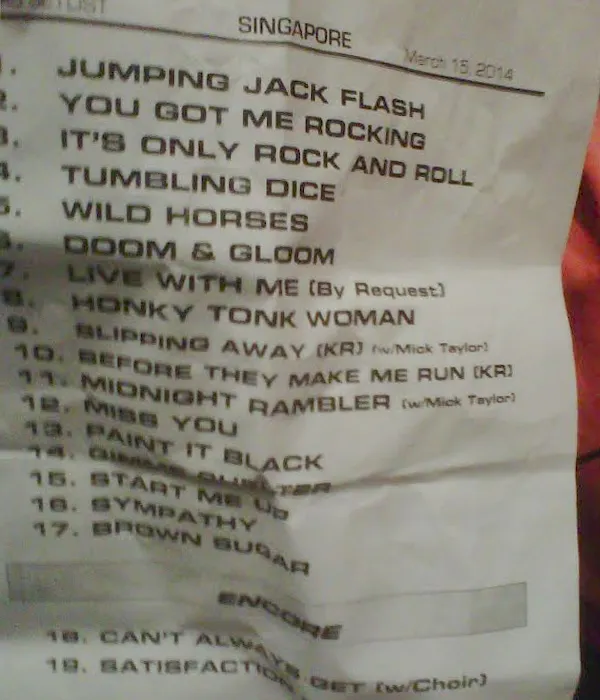 SETLIST
SINGAPORE
March 15, 2014
1. JUMPING JACK FLASH
2. YOU GOT ME ROCKING
3. IT'S ONLY ROCK AND ROLL
4. TUMBLING DICE
5. WILD HORSES
6. DOOM & GLOOM
7. LIVE WITH ME (By Request)
8. HONKY TONK WOMAN
9. SLIPPING AWAY (KR) (w/Mick Taylor)
10. BEFORE THEY MAKE ME RUN (KR)
11. MIDNIGHT RAMBLER (w/Mick Taylor)
12. MISS YOU
13. PAINT IT BLACK
14. GIMME SHELTER
15. START ME UP
16. SYMPATHY
17. BROWN SUGAR
ENCORE
18. CAN'T ALWAYS GET (w/Choir)
19. SATISFACTION